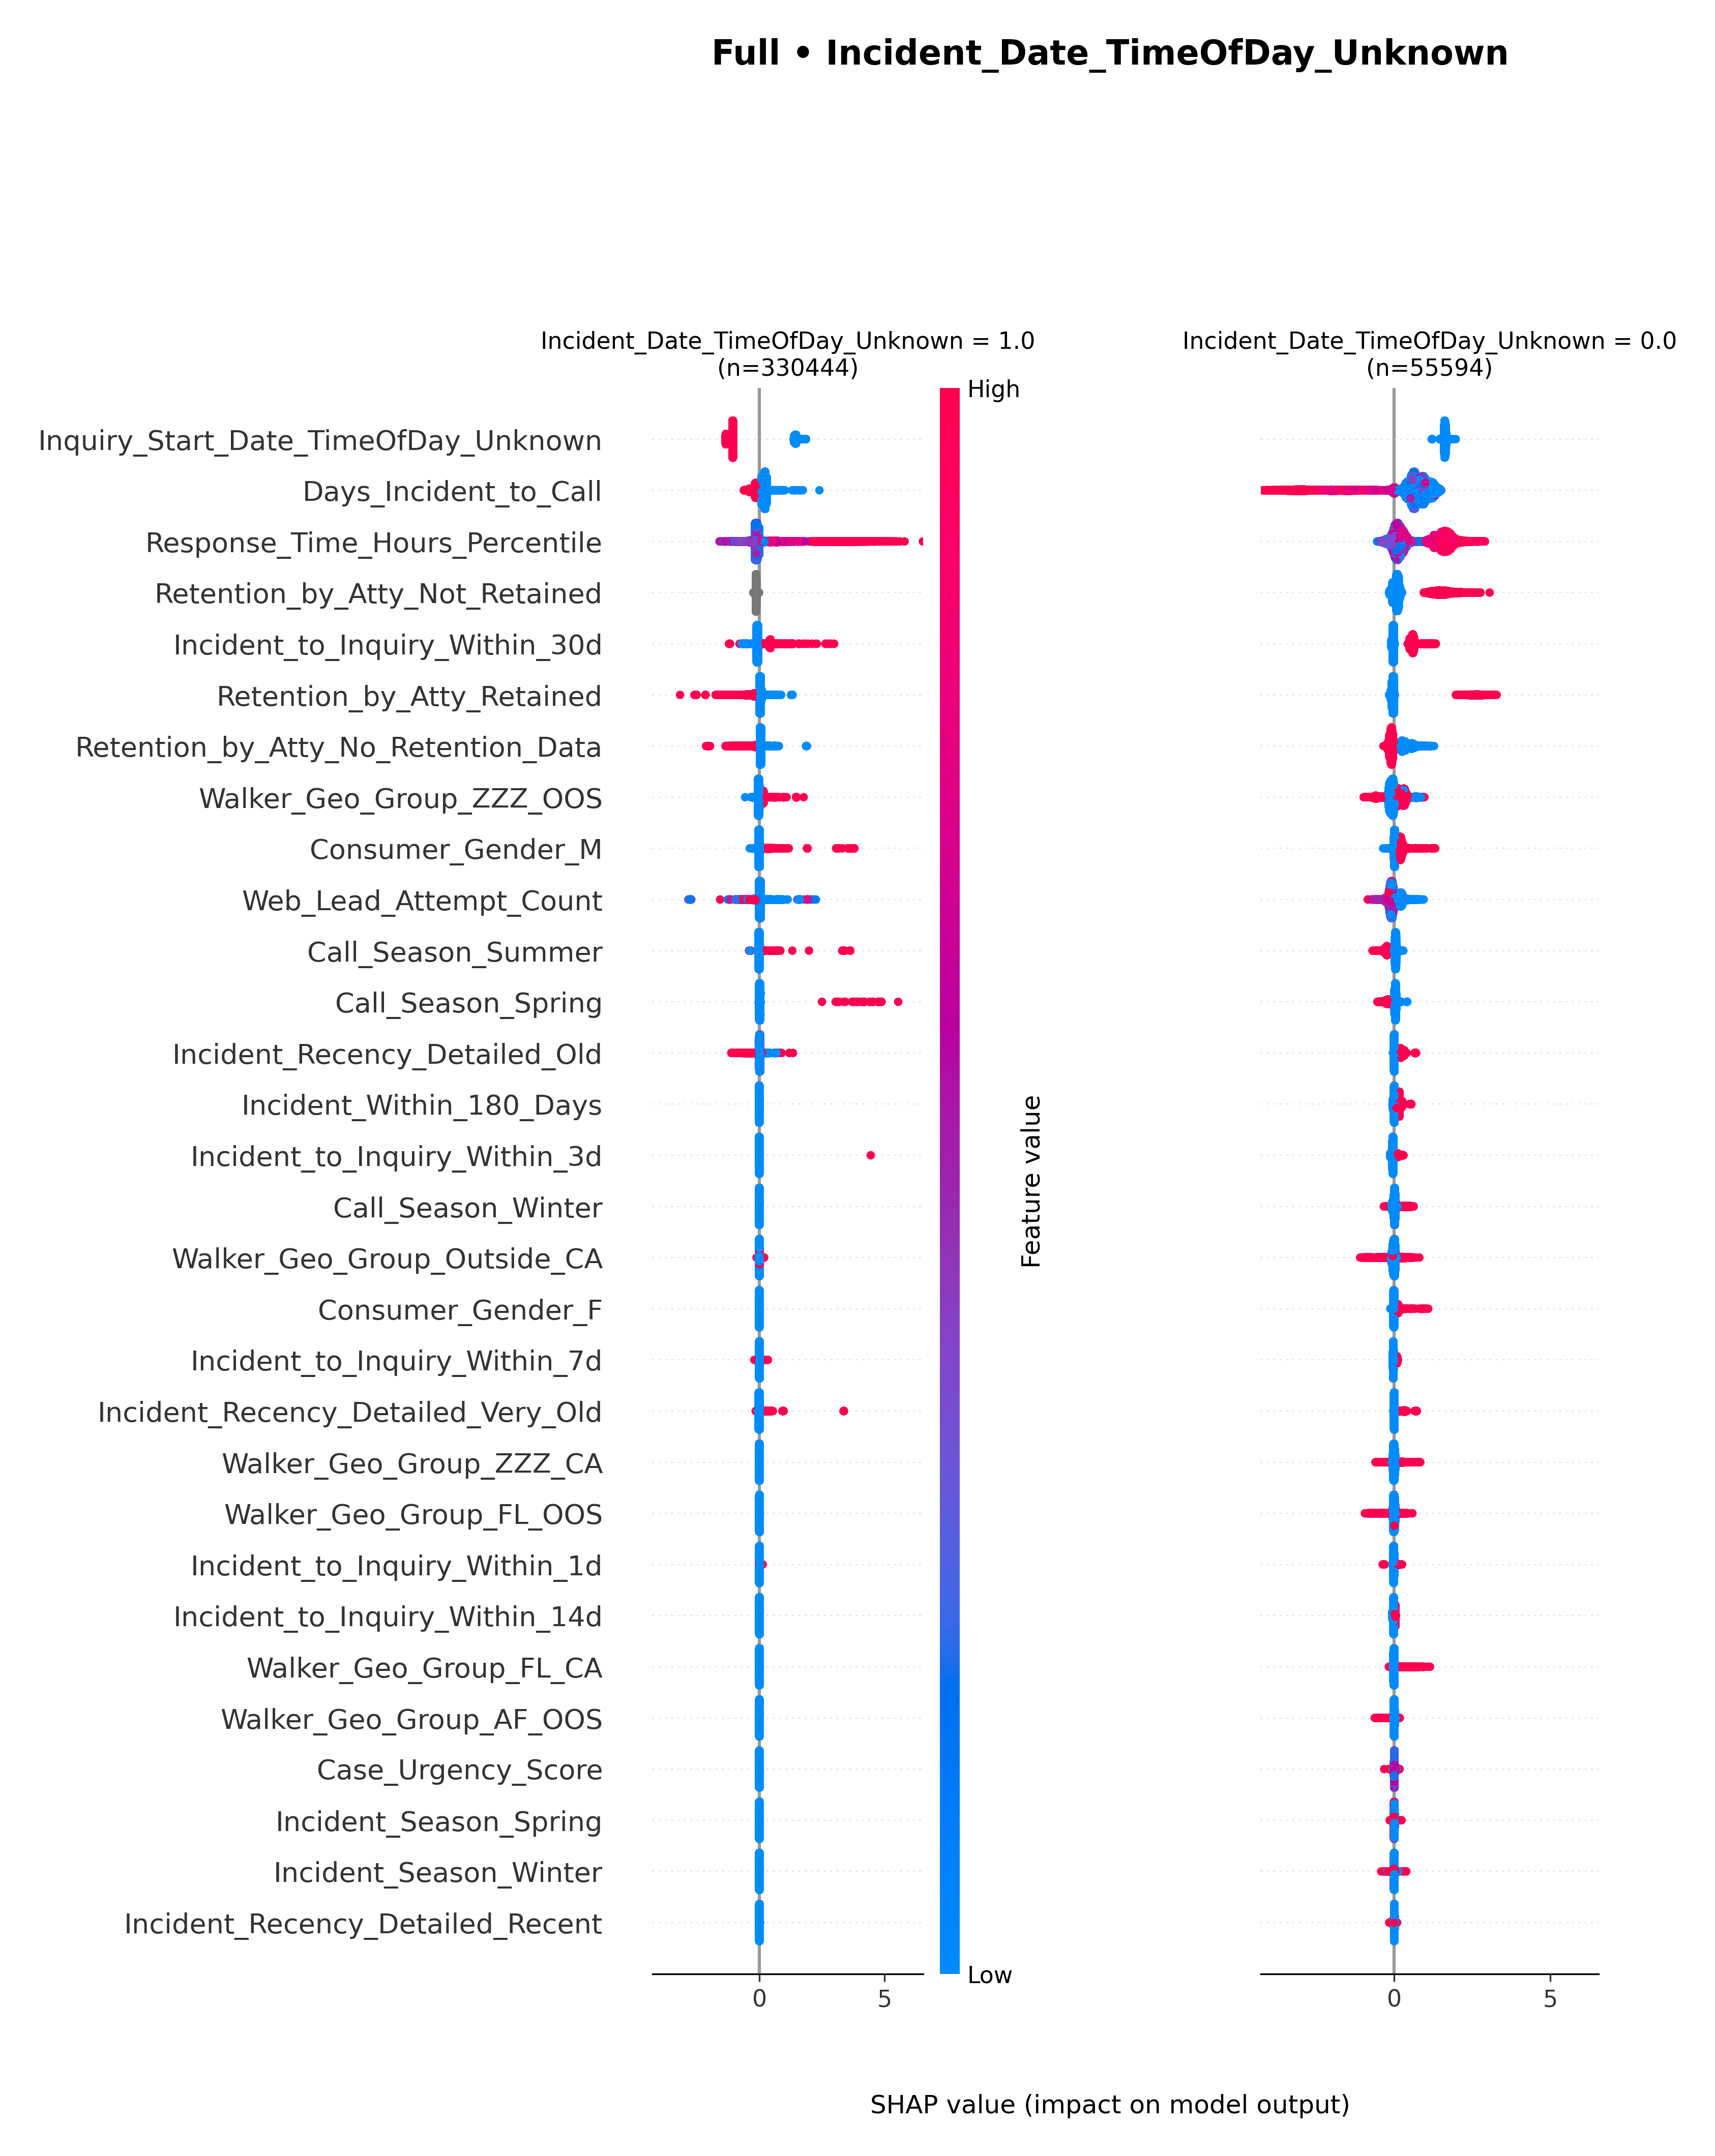 Full • Incident_Date_TimeOfDay_Unknown
Incident_Date_TimeOfDay_Unknown = 1.0
(n=330444)
Incident_Date_TimeOfDay_Unknown = 0.0
(n=55594)
High
Inquiry_Start_Date_TimeOfDay_Unknown
Days_Incident_to_Call
Response_Time_Hours_Percentile
Retention_by_Atty_Not_Retained
Incident_to_Inquiry_Within_30d
Retention_by_Atty_Retained
Retention_by_Atty_No_Retention_Data
Walker_Geo_Group_ZZZ_OOS
Consumer_Gender_M
Web_Lead_Attempt_Count
Call_Season_Summer
Call_Season_Spring
Incident_Recency_Detailed_Old
Incident_Within_180_Days
Incident_to_Inquiry_Within_3d
Call_Season_Winter
Walker_Geo_Group_Outside_CA
Consumer_Gender_F
Incident_to_Inquiry_Within_7d
Incident_Recency_Detailed_Very_Old
Walker_Geo_Group_ZZZ_CA
Walker_Geo_Group_FL_OOS
Incident_to_Inquiry_Within_1d
Incident_to_Inquiry_Within_14d
Walker_Geo_Group_FL_CA
Walker_Geo_Group_AF_OOS
Case_Urgency_Score
Incident_Season_Spring
Incident_Season_Winter
Incident_Recency_Detailed_Recent
Feature value
Low
0 5
0 5
SHAP value (impact on model output)